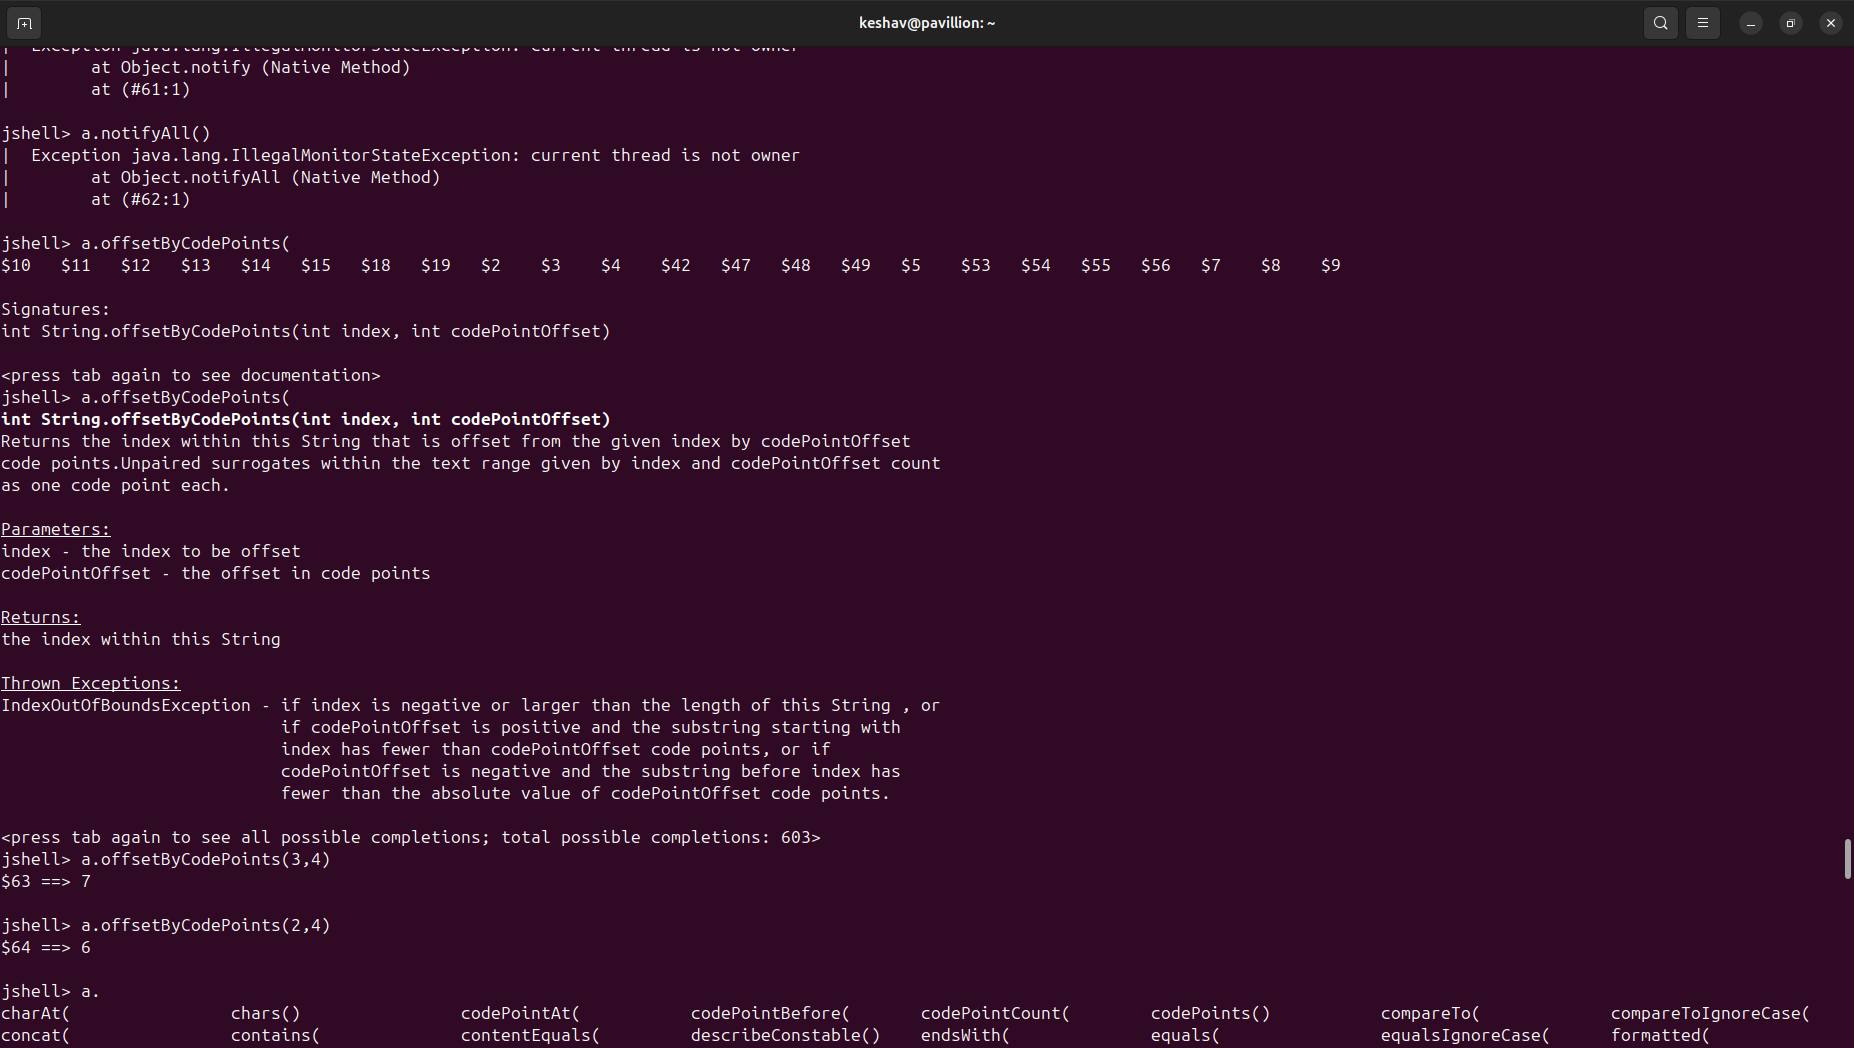 keshav@pavillion: ~
|  Exception java.lang.IllegalMonitorStateException: current thread is not owner
|        at Object.notify (Native Method)
|        at (#61:1)
jshell> a.notifyAll()
|  Exception java.lang.IllegalMonitorStateException: current thread is not owner
|        at Object.notifyAll (Native Method)
|        at (#62:1)
jshell> a.offsetByCodePoints(
$10   $11   $12   $13   $14   $15   $18   $19   $2    $3    $4    $42   $47   $48   $49   $5    $53   $54   $55   $56   $7    $8    $9
Signatures:
int String.offsetByCodePoints(int index, int codePointOffset)
<press tab again to see documentation>
jshell> a.offsetByCodePoints(
int String.offsetByCodePoints(int index, int codePointOffset)
Returns the index within this String that is offset from the given index by codePointOffset
code points.Unpaired surrogates within the text range given by index and codePointOffset count
as one code point each.
Parameters:
index - the index to be offset
codePointOffset - the offset in code points
Returns:
the index within this String
Thrown Exceptions:
IndexOutOfBoundsException - if index is negative or larger than the length of this String , or
                            if codePointOffset is positive and the substring starting with
                            index has fewer than codePointOffset code points, or if
                            codePointOffset is negative and the substring before index has
                            fewer than the absolute value of codePointOffset code points.
<press tab again to see all possible completions; total possible completions: 603>
jshell> a.offsetByCodePoints(3,4)
$63 ==> 7
jshell> a.offsetByCodePoints(2,4)
$64 ==> 6
jshell> a.
charAt(                chars()                codePointAt(           codePointBefore(       codePointCount(        codePoints()           compareTo(             compareToIgnoreCase(
concat(                contains(              contentEquals(         describeConstable()    endsWith(              equals(                equalsIgnoreCase(      formatted(